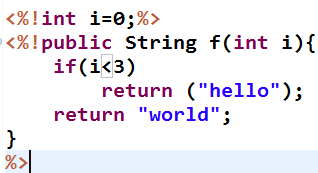 <%!int i=0;%>
<%!public String f(int i){
    if(i<3)
        return ("hello");
    return "world";
}
%>